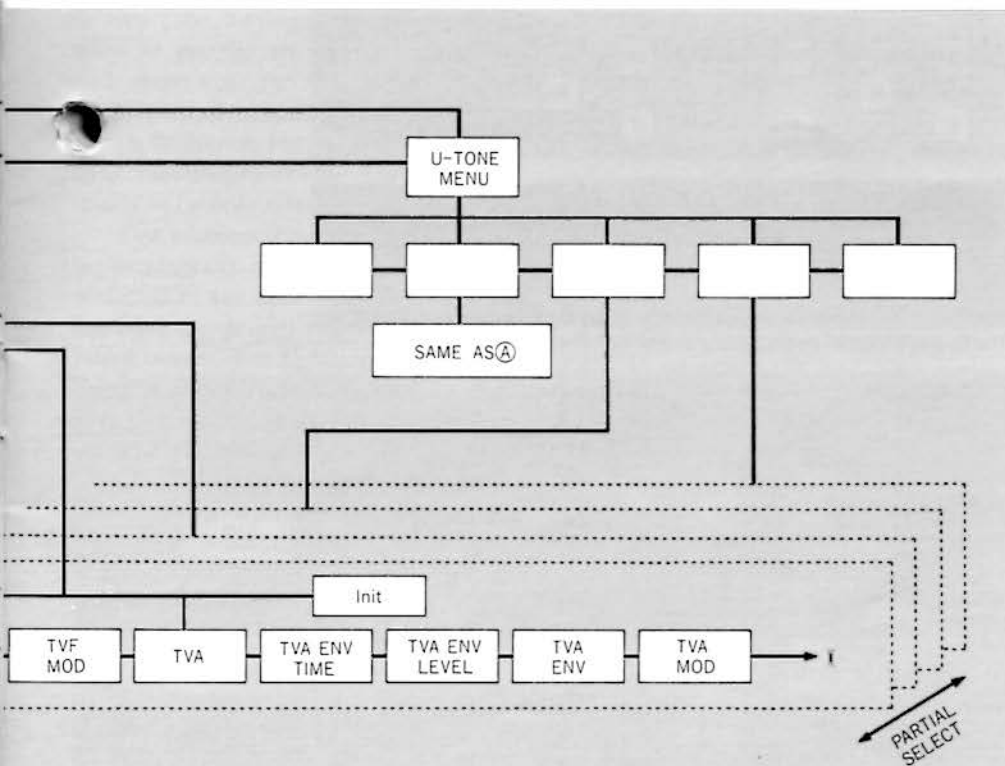 U-TONE
MENU
SAME AS Ⓐ
Init
TVF
MOD
TVA
TVA ENV
TIME
TVA ENV
LEVEL
TVA
ENV
TVA
MOD
PARTIAL
SELECT